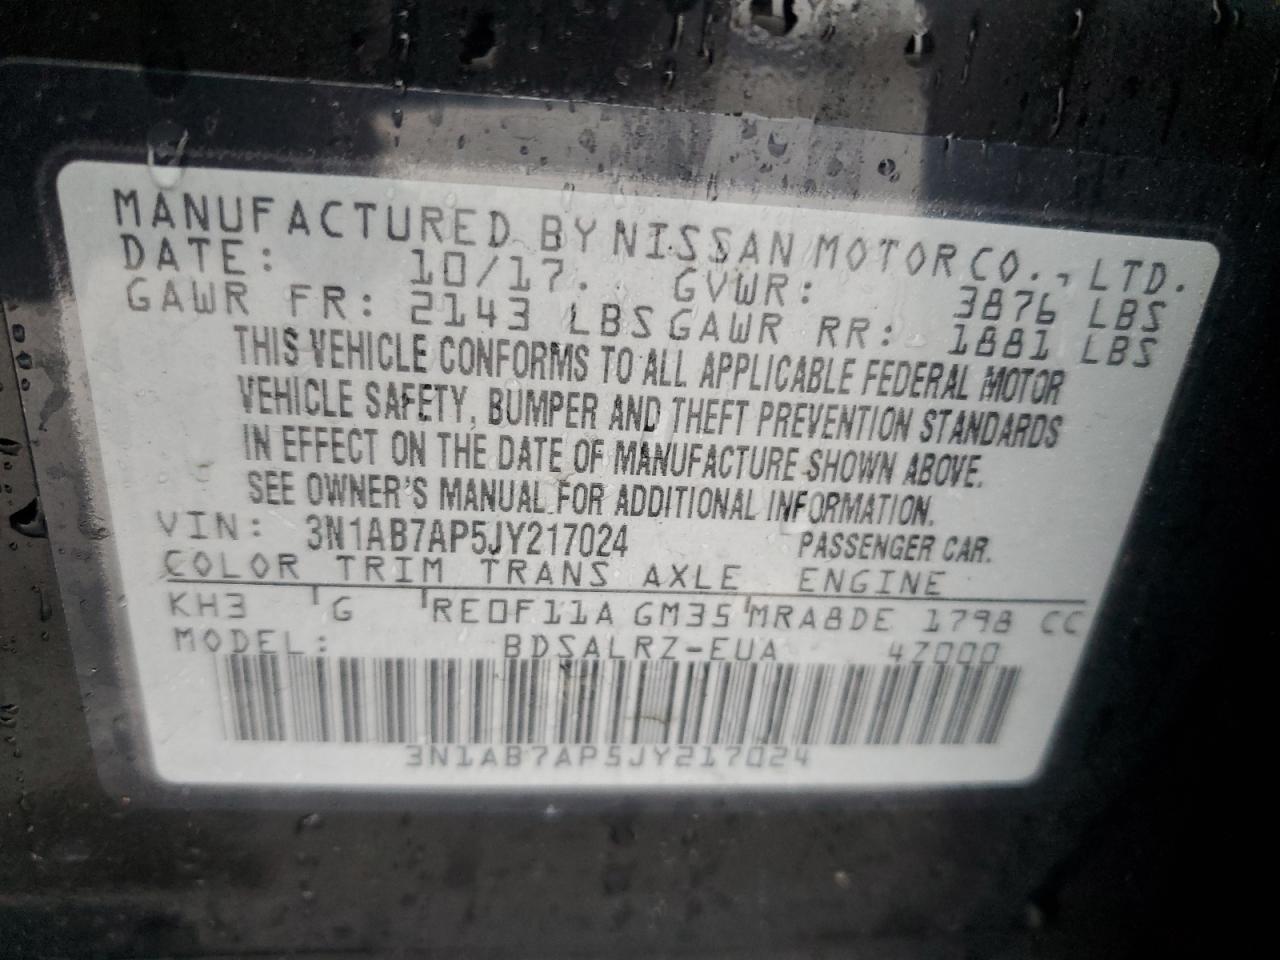 MANUFACTURED BY NISSAN MOTOR CO., LTD.
DATE: 10/17. GVWR: 3876 LBS
GAWR FR: 2143 LBS GAWR RR: 1881 LBS
THIS VEHICLE CONFORMS TO ALL APPLICABLE FEDERAL MOTOR
VEHICLE SAFETY, BUMPER AND THEFT PREVENTION STANDARDS
IN EFFECT ON THE DATE OF MANUFACTURE SHOWN ABOVE.
SEE OWNER'S MANUAL FOR ADDITIONAL INFORMATION.
VIN: 3N1AB7AP5JY217024 PASSENGER CAR.
COLOR TRIM TRANS AXLE ENGINE
KH3 G RE0F11A GM35 MRA8DE 1798 CC
MODEL: BDSALRZ-EUA 47000
3N1AB7AP5JY217024